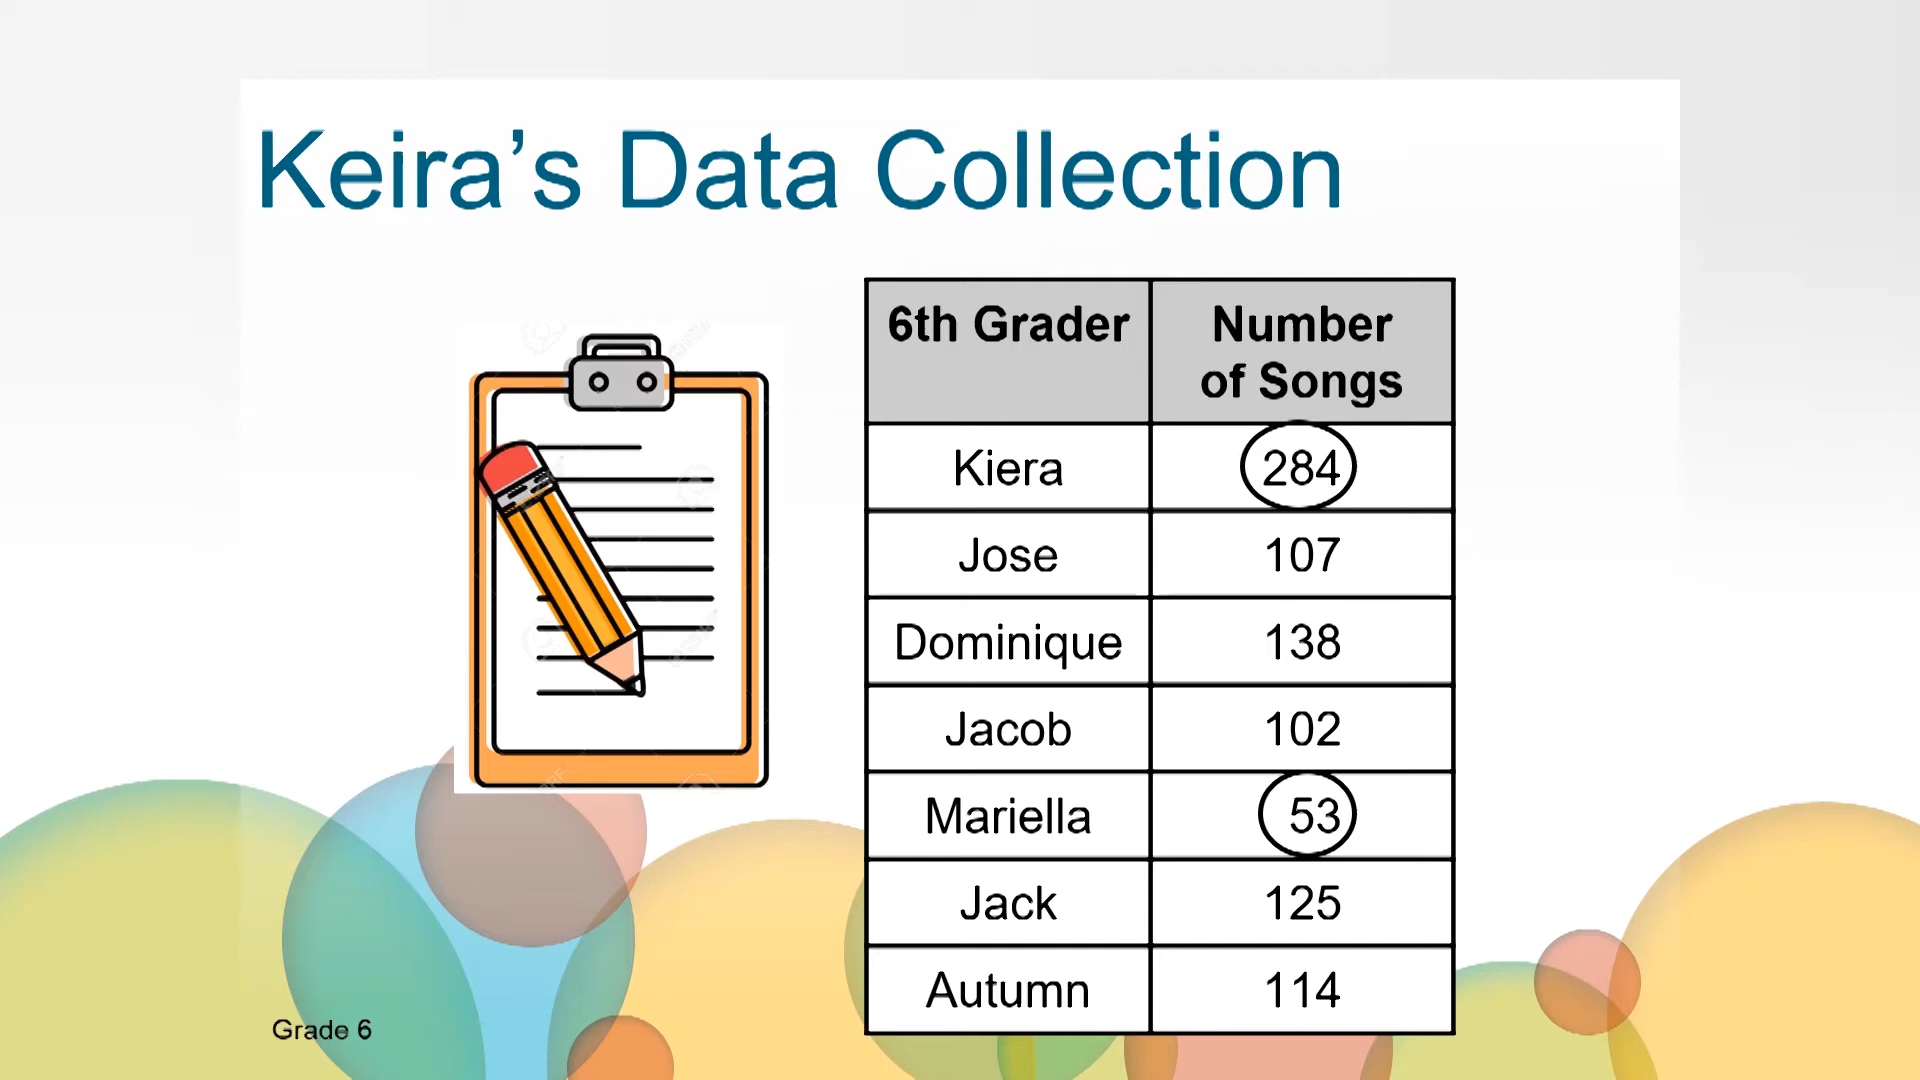 Keira’s Data Collection
6th Grader Number
of Songs
Kiera 284
Jose 107
Dominique 138
Jacob 102
Mariella 53
Jack 125
Autumn 114
Grade 6